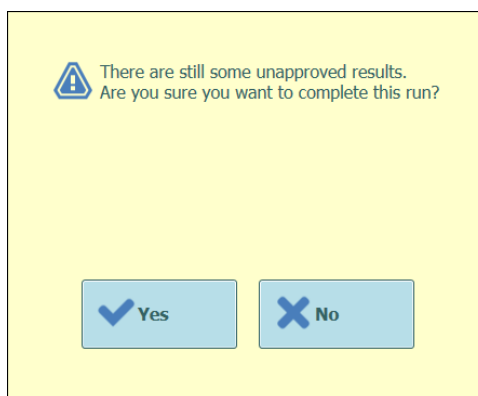 There are still some unapproved results.
Are you sure you want to complete this run?
Yes
No